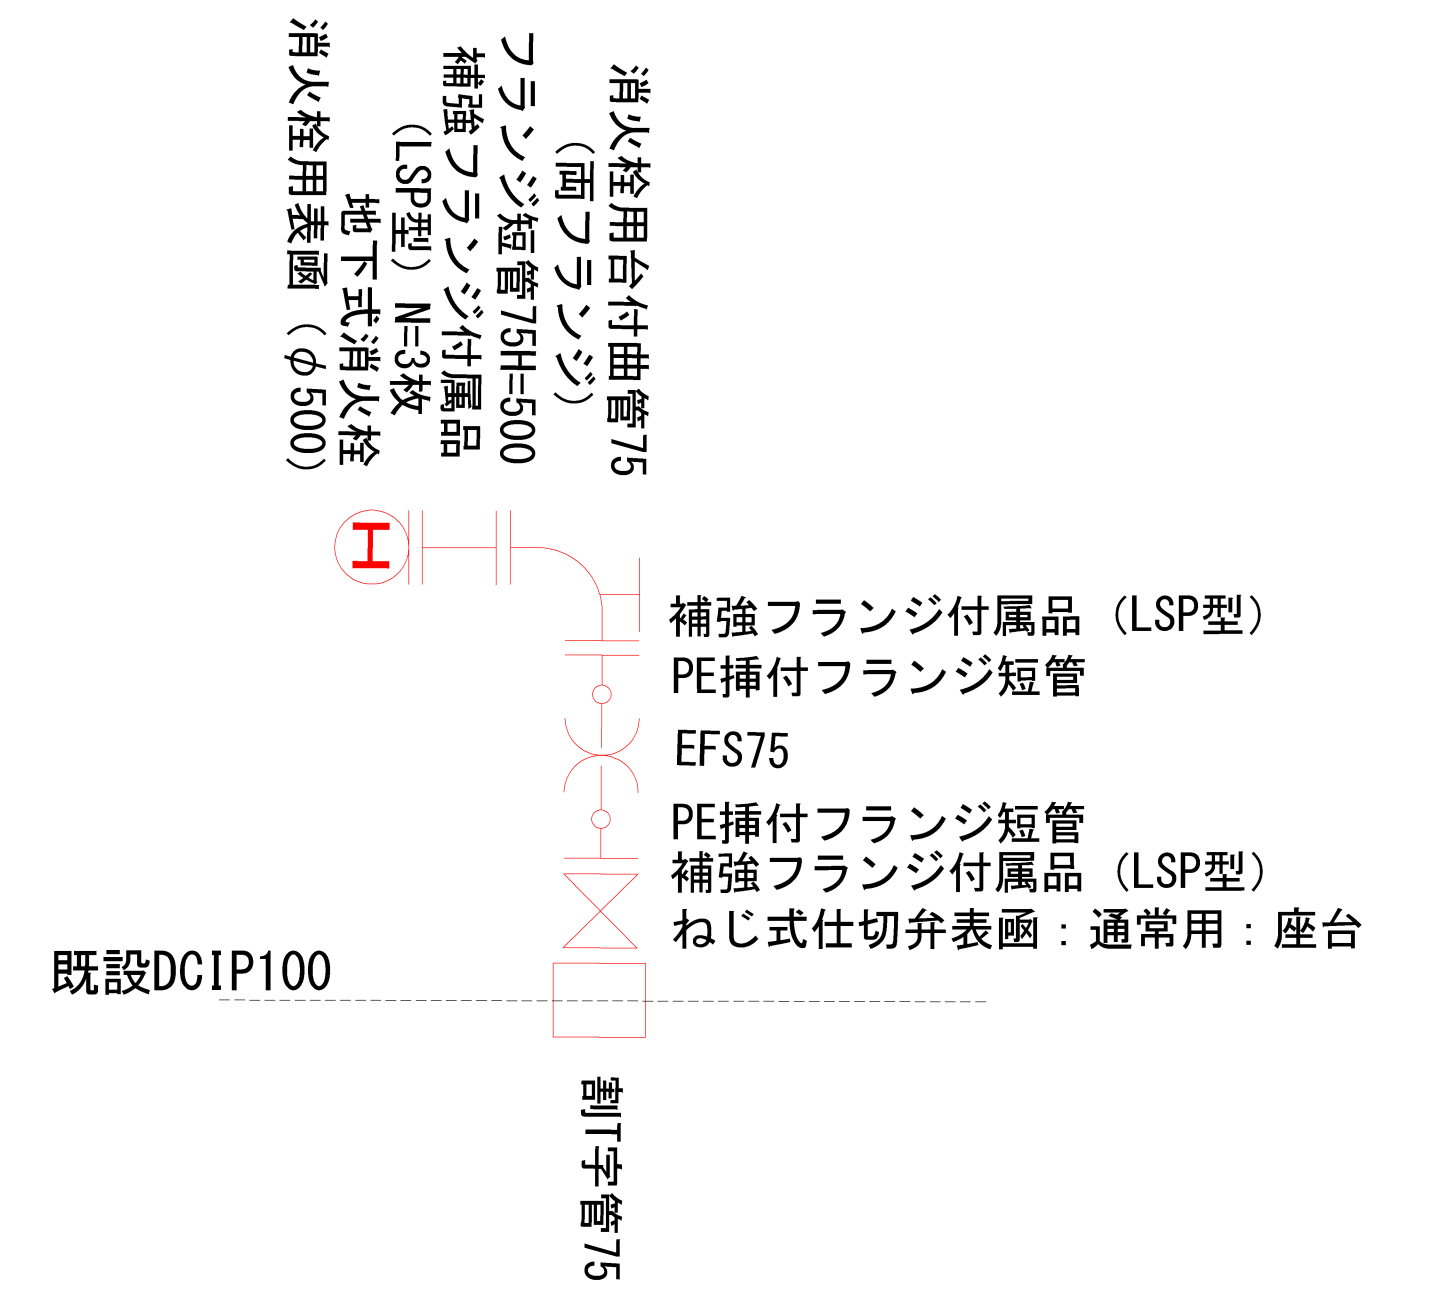 消火栓用台付曲管75
（両フランジ）
フランジ短管75H=500
補強フランジ付属品
（LSP型）N=3枚
地下式消火栓
消火栓用表凾（φ500）
H
補強フランジ付属品（LSP型）
PE挿付フランジ短管
EFS75
PE挿付フランジ短管
補強フランジ付属品（LSP型）
ねじ式仕切弁表凾：通常用：座台
既設DCIP100
割T字管75